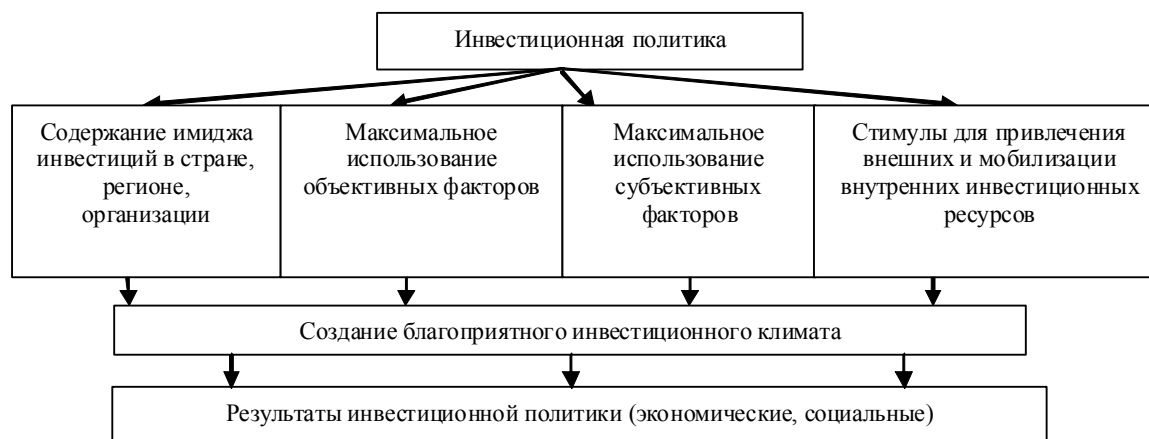 Инвестиционная политика
Содержание имиджа
инвестиций в стране,
регионе,
организации
Максимальное
использование
объективных факторов
Максимальное
использование
субъективных
факторов
Стимулы для привлечения
внешних и мобилизации
внутренних инвестиционных
ресурсов
Создание благоприятного инвестиционного климата
Результаты инвестиционной политики (экономические, социальные)